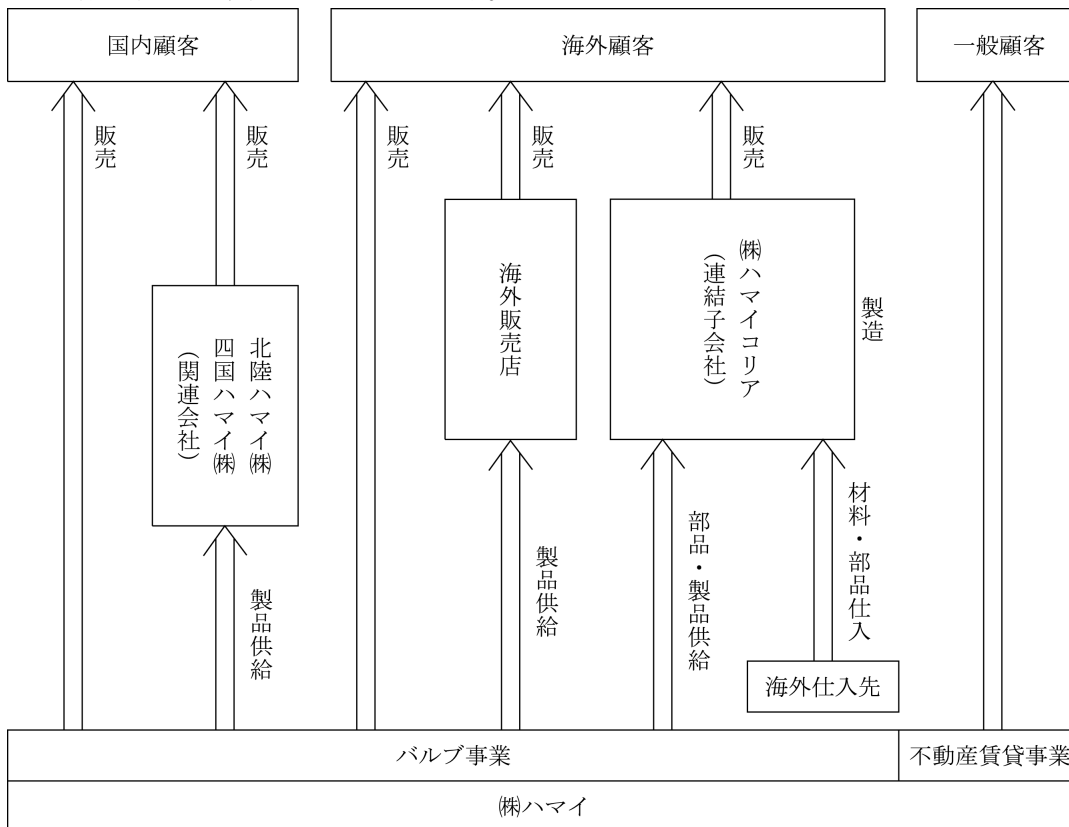 国内顧客
海外顧客
一般顧客
販売
販売
販売
販売
販売
北陸ハマイ㈱
四国ハマイ㈱
(関連会社)
海外販売店
㈱ハマイコリア
(連結子会社)
製造
製品供給
製品供給
部品・製品供給
材料・部品仕入
海外仕入先
バルブ事業
不動産賃貸事業
㈱ハマイ